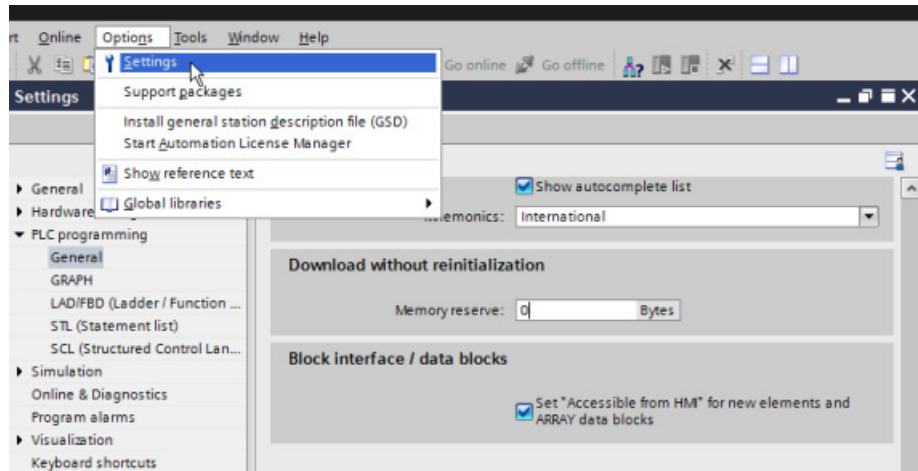 rt Online Options Tools Window Help
Settings
Go online Go offline
Support packages
Settings
Install general station description file (GSD)
Start Automation License Manager
Show reference text
General
Show autocomplete list
Global libraries
Hardware
emonics: International
PLC programming
General
Download without reinitialization
GRAPH
LAD/FBD (Ladder / Function ...
Memory reserve: 0 Bytes
STL (Statement list)
SCL (Structured Control Lan...
Block interface / data blocks
Simulation
Online & Diagnostics
Set "Accessible from HMI" for new elements and
ARRAY data blocks
Program alarms
Visualization
Keyboard shortcuts